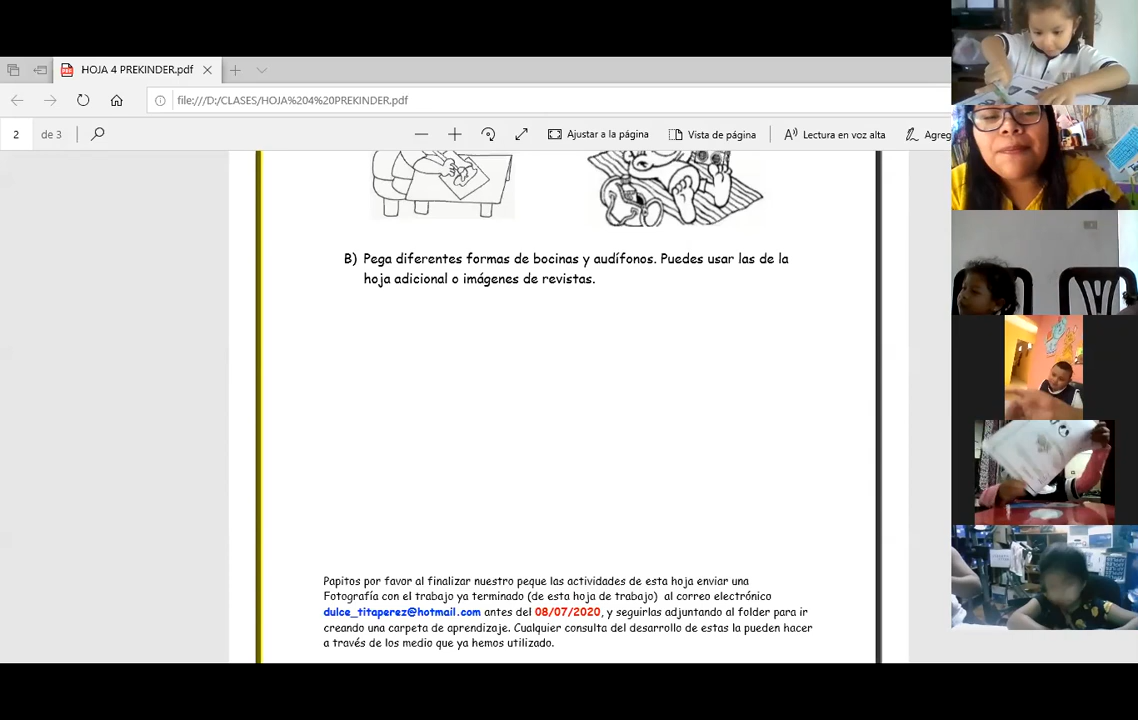 HOJA 4 PREKINDER.pdf
file:///D:/CLASES/HOJA%204%20PREKINDER.pdf
2 de 3 Ajustar a la página Vista de página Lectura en voz alta Agreg
B) Pega diferentes formas de bocinas y audífonos. Puedes usar las de la
hoja adicional o imágenes de revistas.
Papitos por favor al finalizar nuestro peque las actividades de esta hoja enviar una
Fotografía con el trabajo ya terminado (de esta hoja de trabajo) al correo electrónico
dulce_titaperez@hotmail.com antes del 08/07/2020, y seguirlas adjuntando al folder para ir
creando una carpeta de aprendizaje. Cualquier consulta del desarrollo de estas la pueden hacer
a través de los medio que ya hemos utilizado.